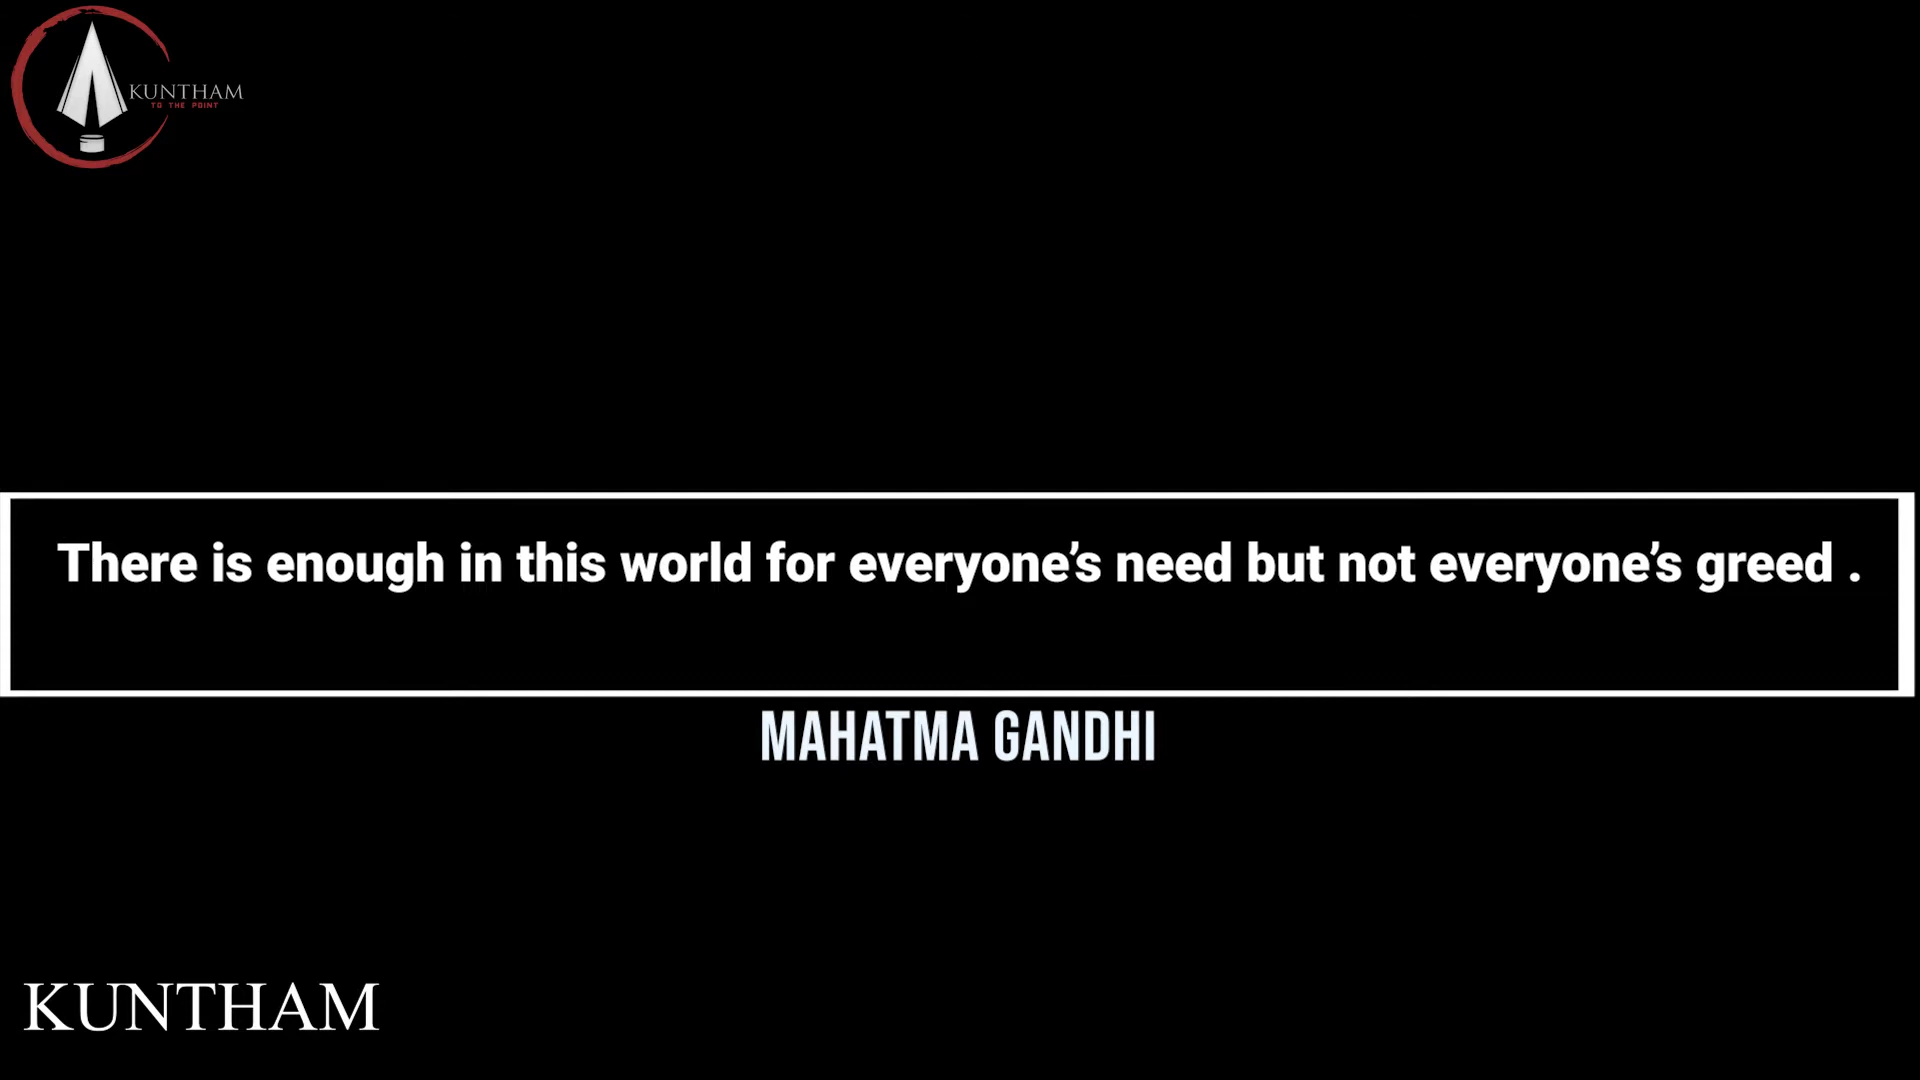 KUNTHAM
TO THE POINT
There is enough in this world for everyone’s need but not everyone’s greed .
MAHATMA GANDHI
KUNTHAM